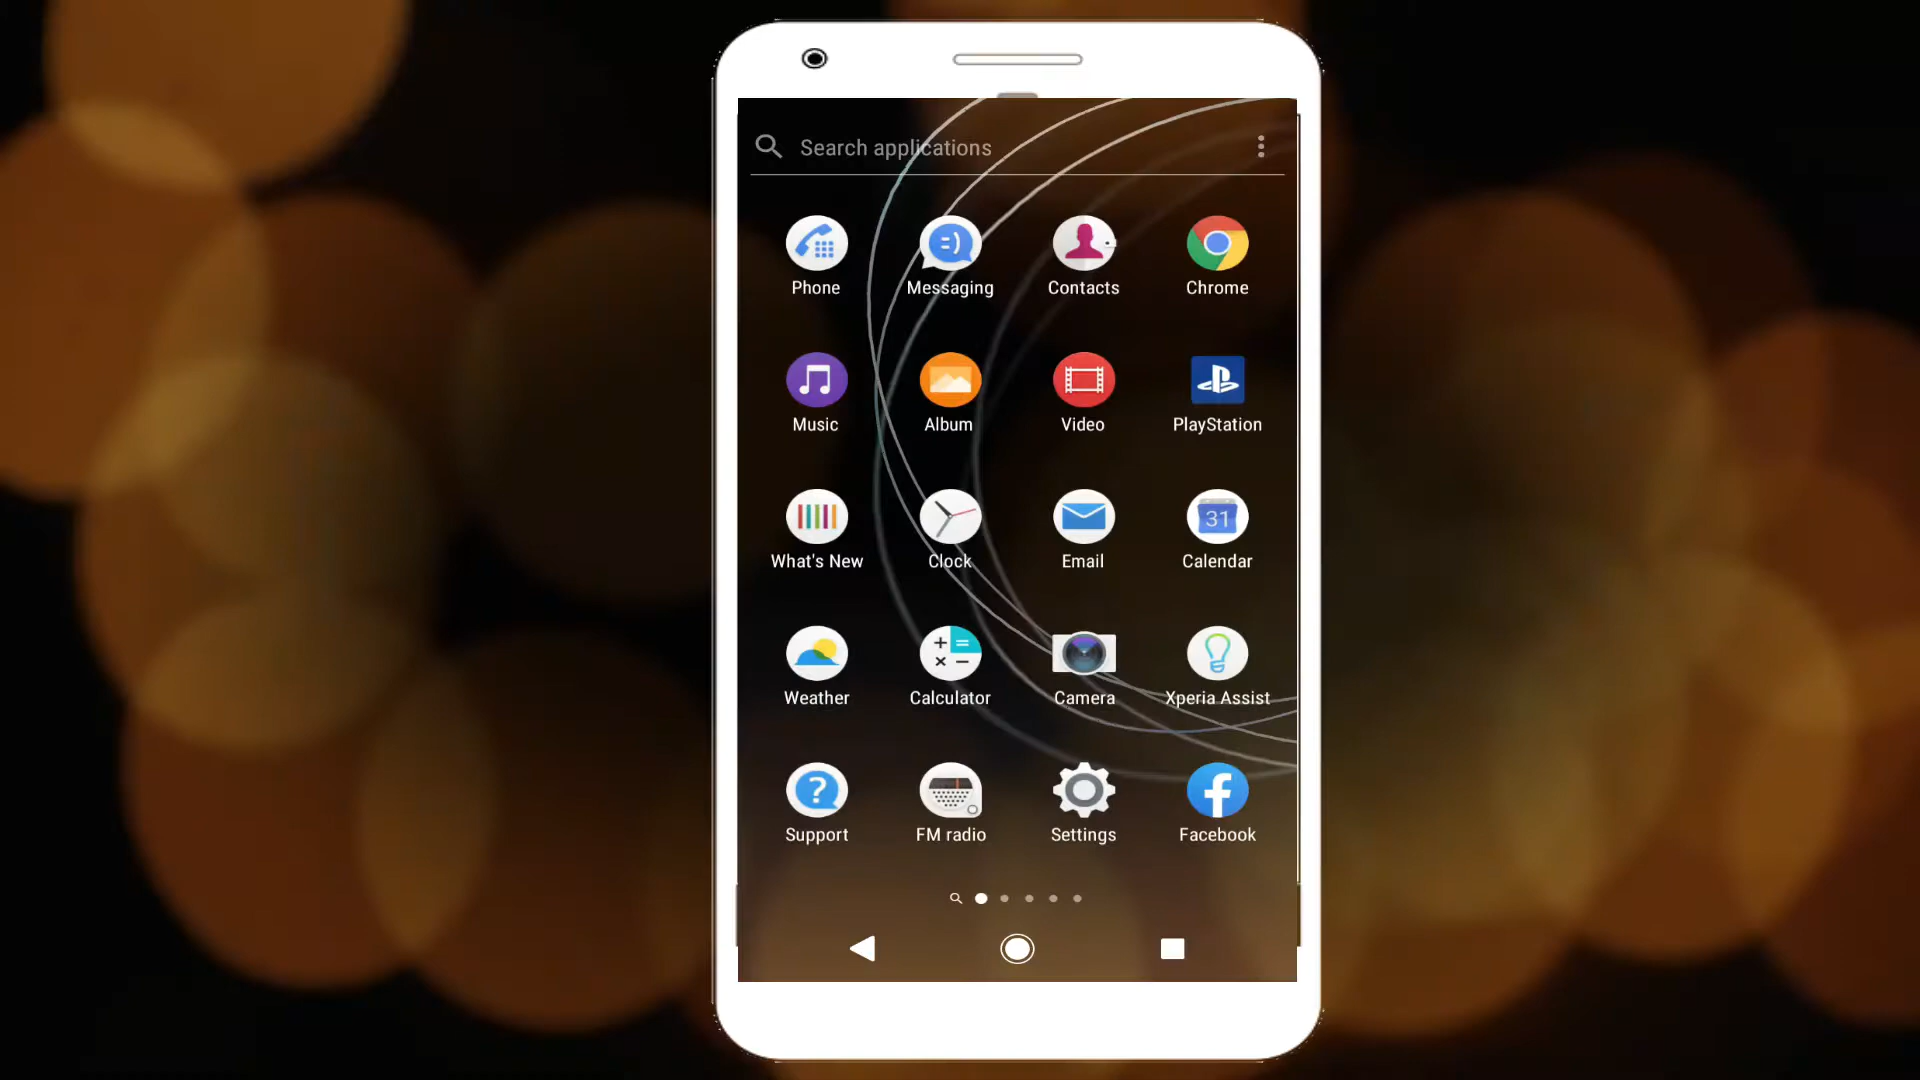 Search applications
Phone Messaging Contacts Chrome
Music Album Video PlayStation
31
What's New Clock Email Calendar
Weather Calculator Camera Xperia Assist
Support FM radio Settings Facebook